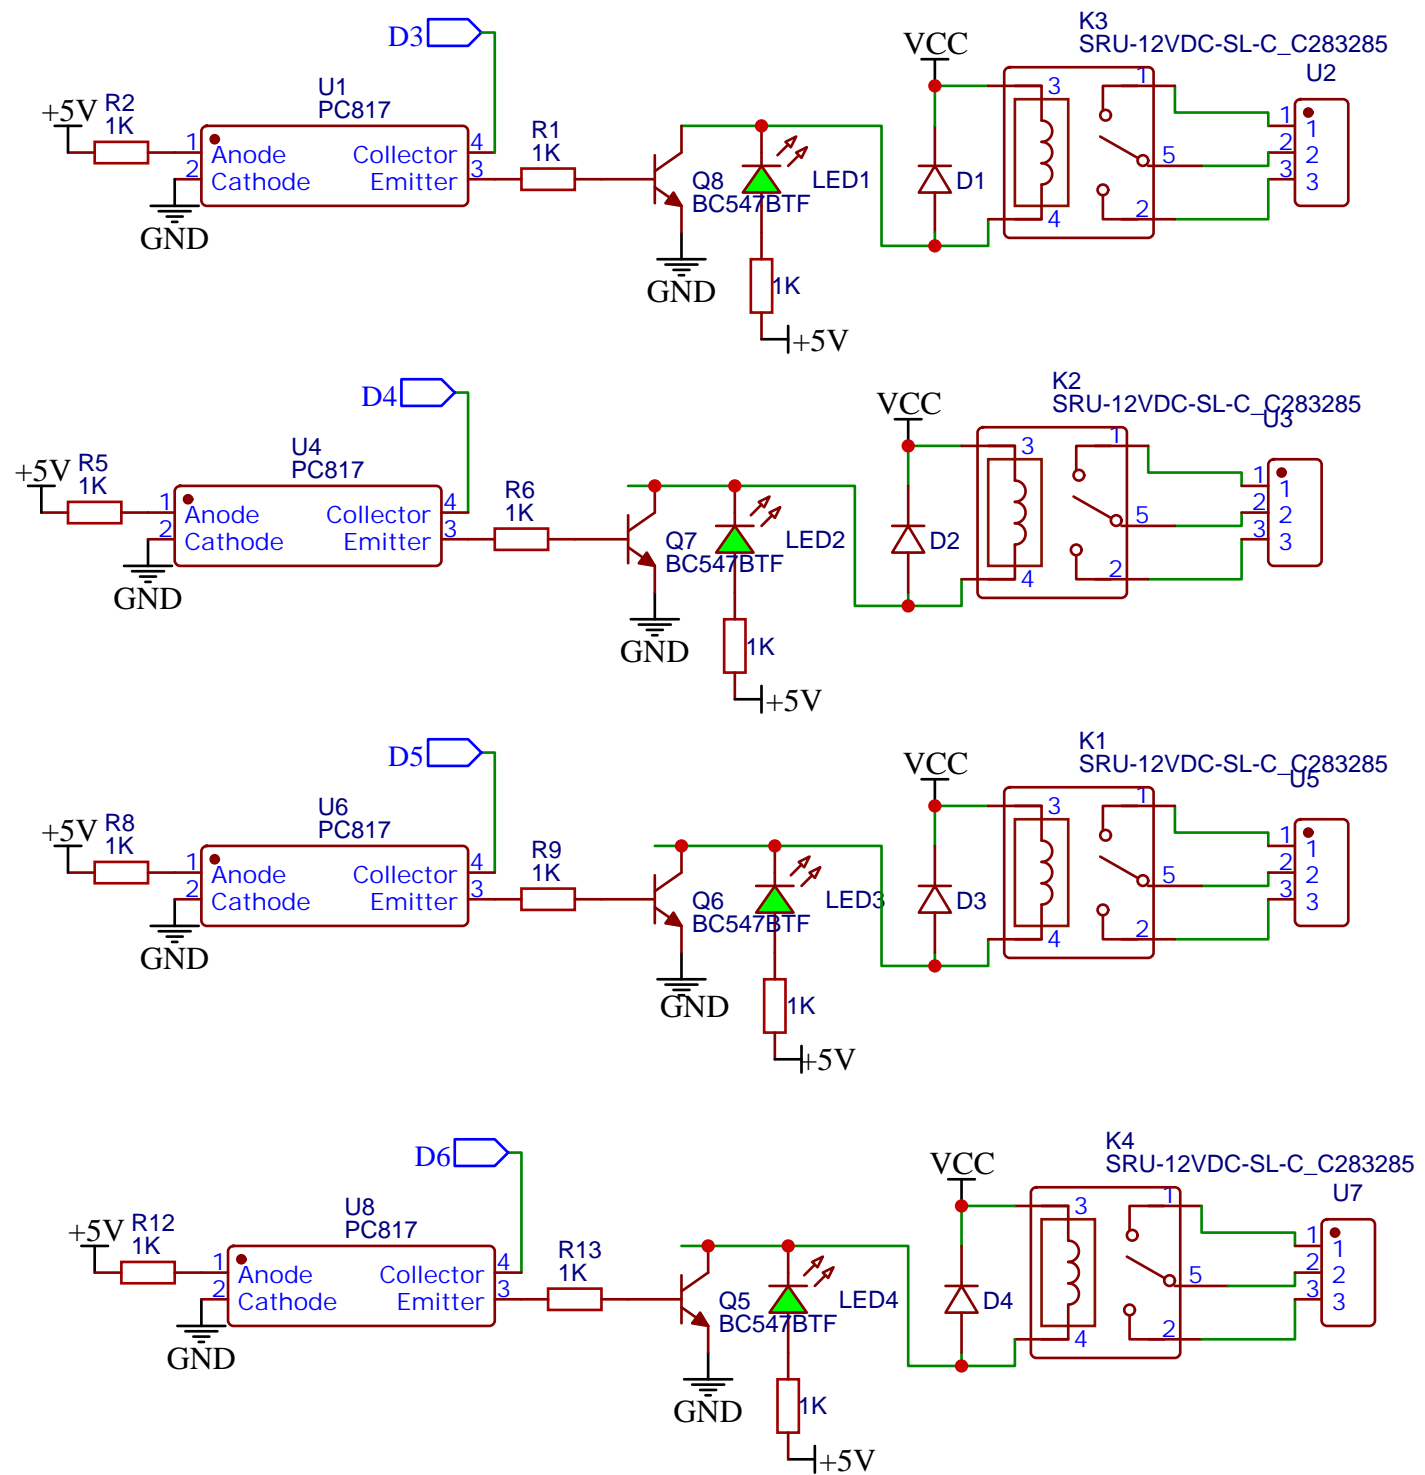 D3
K3
SRU-12VDC-SL-C_C283285
VCC
U2
+5V
R2
1K
U1
PC817
1
2
Anode
Cathode
Collector
Emitter
4
3
R1
1K
Q8
BC547BTF
LED1
D1
3
4
1
5
2
1
2
3
1
2
3
GND
GND
1K
+5V
D4
K2
SRU-12VDC-SL-C_C283285
VCC
U3
+5V
R5
1K
U4
PC817
1
2
Anode
Cathode
Collector
Emitter
4
3
R6
1K
Q7
BC547BTF
LED2
D2
3
4
1
5
2
1
2
3
1
2
3
GND
GND
1K
+5V
D5
K1
SRU-12VDC-SL-C_C283285
VCC
U5
+5V
R8
1K
U6
PC817
1
2
Anode
Cathode
Collector
Emitter
4
3
R9
1K
Q6
BC547BTF
LED3
D3
3
4
1
5
2
1
2
3
1
2
3
GND
GND
1K
+5V
D6
K4
SRU-12VDC-SL-C_C283285
VCC
U7
+5V
R12
1K
U8
PC817
1
2
Anode
Cathode
Collector
Emitter
4
3
R13
1K
Q5
BC547BTF
LED4
D4
3
4
1
5
2
1
2
3
1
2
3
GND
GND
1K
+5V